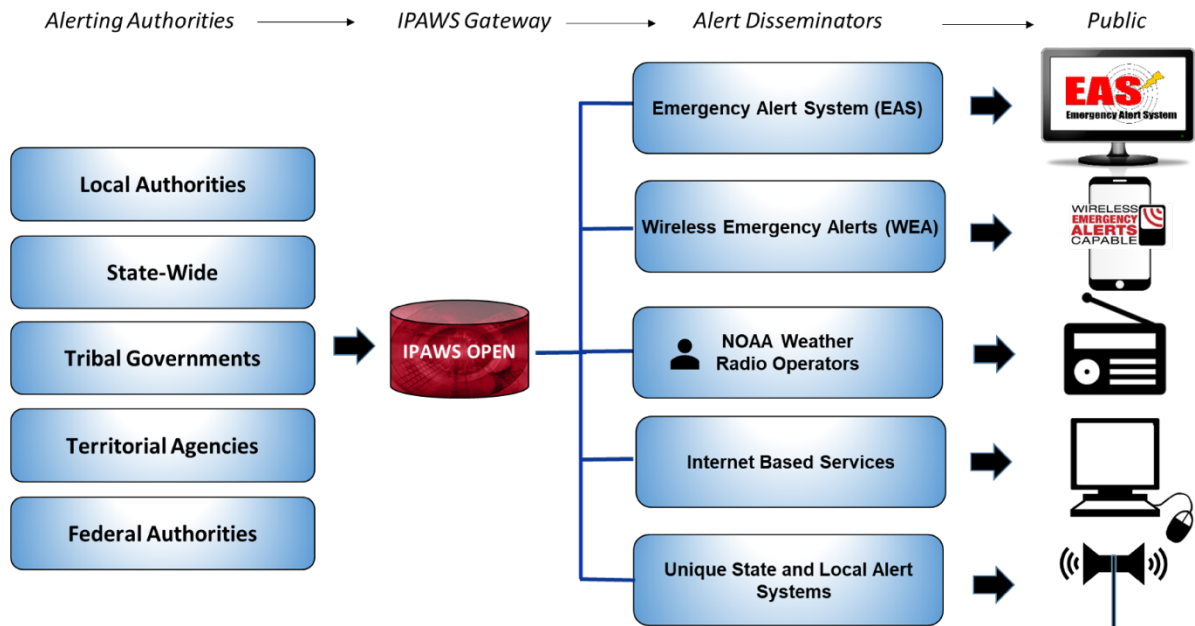 Alerting Authorities
IPAWS Gateway
Alert Disseminators
Public
Local Authorities
State-Wide
Tribal Governments
Territorial Agencies
Federal Authorities
IPAWS OPEN
Emergency Alert System (EAS)
Wireless Emergency Alerts (WEA)
NOAA Weather
Radio Operators
Internet Based Services
Unique State and Local Alert
Systems
EAS
Emergency Alert System
WIRELESS
EMERGENCY
ALERTS
CAPABLE